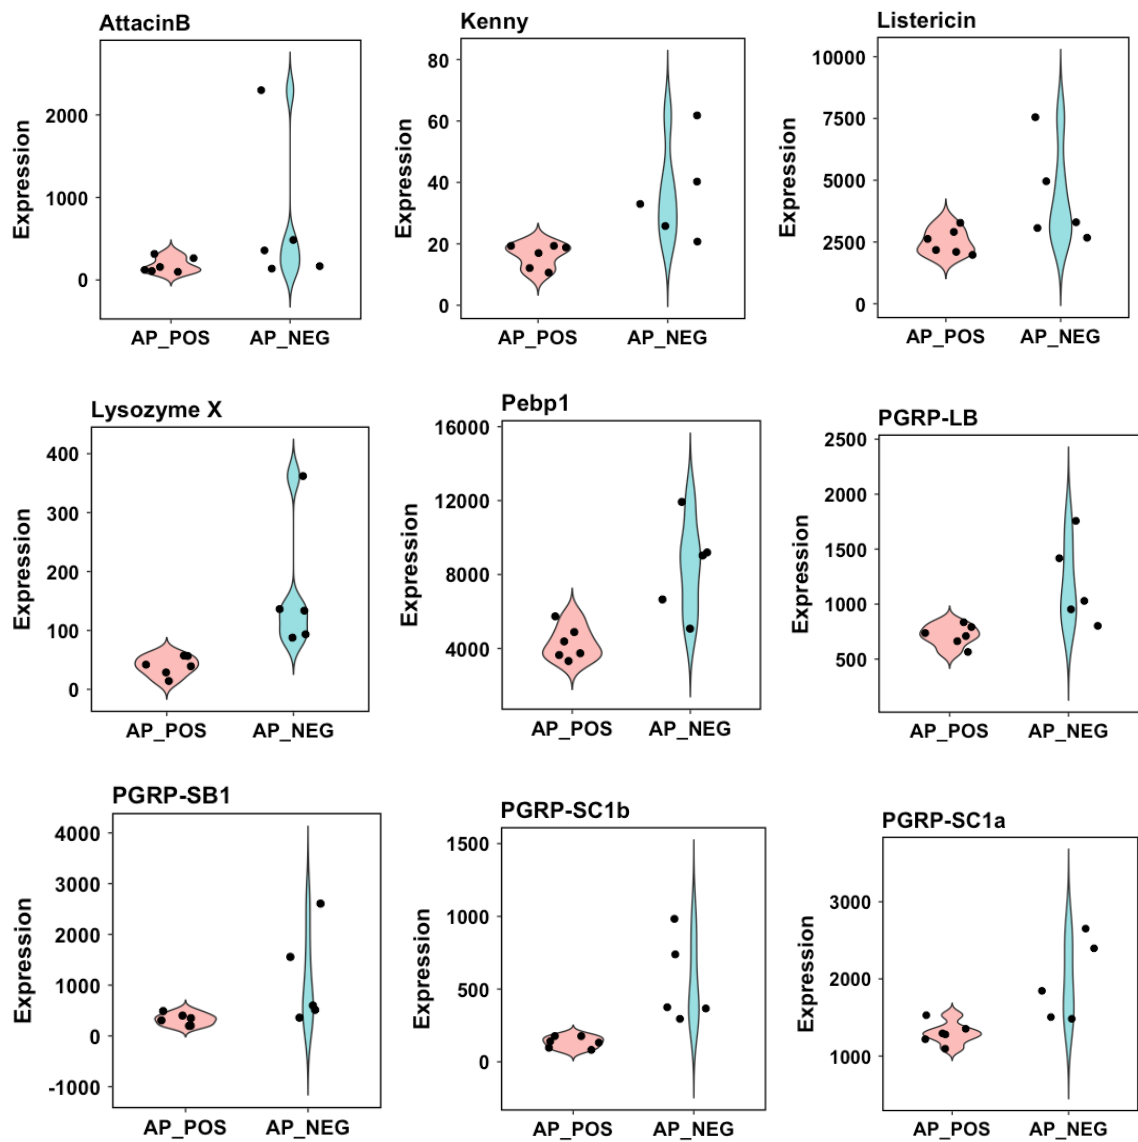 AttacinB
Expression
2000
1000
0
AP_POS AP_NEG
Kenny
Expression
80
60
40
20
0
AP_POS AP_NEG
Listericin
Expression
10000
7500
5000
2500
0
AP_POS AP_NEG
Lysozyme X
Expression
400
300
200
100
0
AP_POS AP_NEG
Pebp1
Expression
16000
12000
8000
4000
AP_POS AP_NEG
PGRP-LB
Expression
2500
2000
1500
1000
500
AP_POS AP_NEG
PGRP-SB1
Expression
4000
3000
2000
1000
0
-1000
AP_POS AP_NEG
PGRP-SC1b
Expression
1500
1000
500
0
AP_POS AP_NEG
PGRP-SC1a
Expression
3000
2000
1000
AP_POS AP_NEG